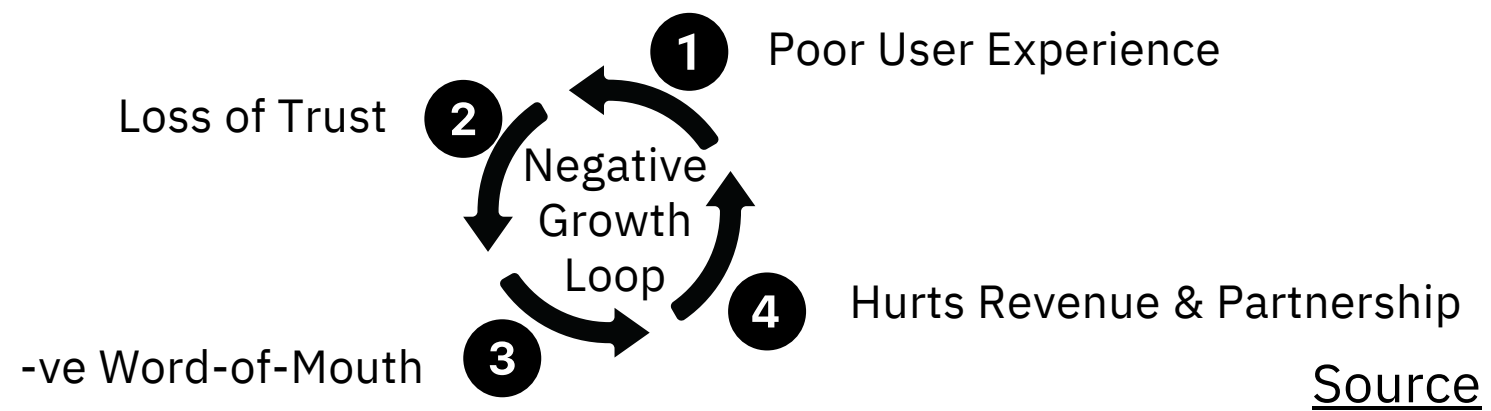 1 Poor User Experience
Loss of Trust 2
Negative
Growth
Loop
4 Hurts Revenue & Partnership
-ve Word-of-Mouth 3
Source